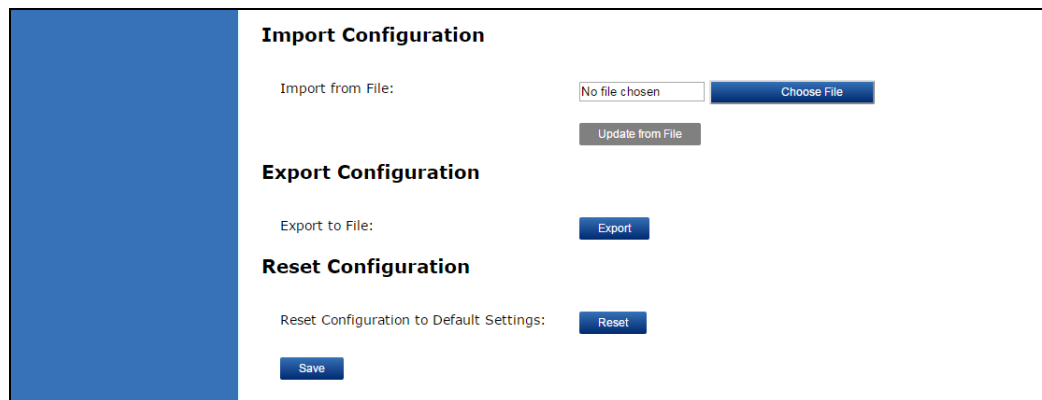 Import Configuration
Import from File:
No file chosen
Choose File
Update from File
Export Configuration
Export to File:
Export
Reset Configuration
Reset Configuration to Default Settings:
Reset
Save